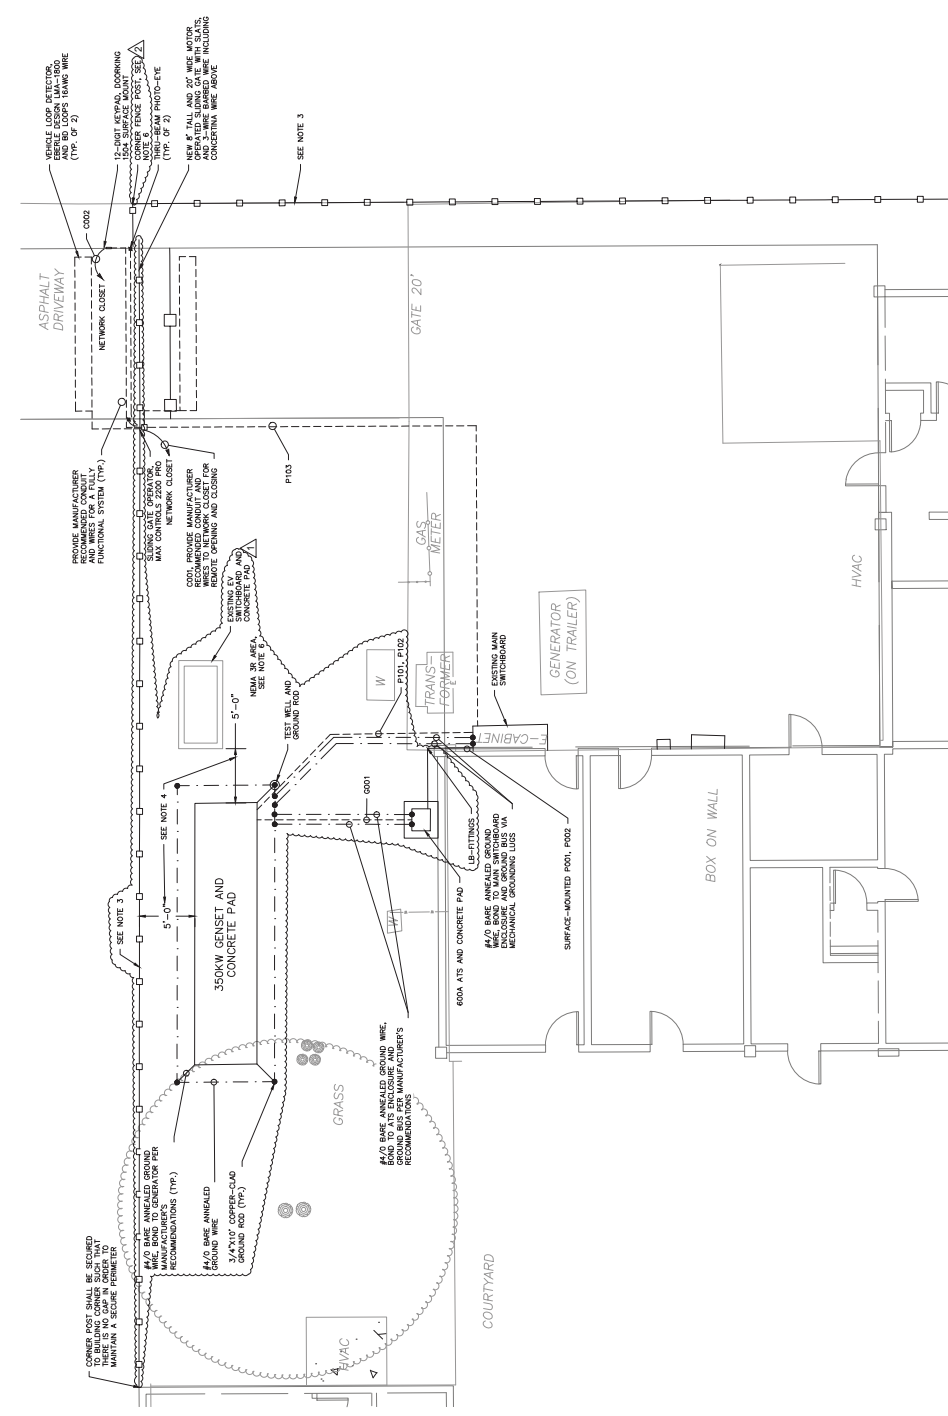 VEHICLE LOOP DETECTOR,
EBERLE DESIGN LMA-1800
AND BD LOOPS 16AWG WIRE
(TYP. OF 2)
12-DIGIT KEYPAD, DOORKING
1504 SURFACE MOUNT
CORNER FENCE POST, SEE
NOTE 6
2
THRU-BEAM PHOTO-EYE
(TYP. OF 2)
NEW 8' TALL AND 20' WIDE MOTOR
OPERATED SLIDING GATE WITH SLATS,
AND 3-WIRE BARBED WIRE INCLUDING
CONCERTINA WIRE ABOVE
SEE NOTE 3
C002
ASPHALT
DRIVEWAY
NETWORK CLOSET
GATE 20'
PROVIDE MANUFACTURER
RECOMMENDED CONDUIT
AND WIRES FOR A FULLY
FUNCTIONAL SYSTEM (TYP.)
SLIDING GATE OPERATOR,
MAX CONTROLS 2200 PRO
NETWORK CLOSET
C001, PROVIDE MANUFACTURER
RECOMMENDED CONDUIT AND
WIRES TO NETWORK CLOSET FOR
REMOTE OPENING AND CLOSING
P103
GAS
METER
HVAC
EXISTING EV
SWITCHBOARD AND
CONCRETE PAD
1
NEMA 3R AREA,
SEE NOTE 6
5'-0"
TEST WELL AND
GROUND ROD
W
P101, P102
TRANS-
FORMER
E
EXISTING MAIN
SWITCHBOARD
GENERATOR
(ON TRAILER)
E-CABINET
SEE NOTE 4
SEE NOTE 3
5'-0"
350KW GENSET AND
CONCRETE PAD
G001
W
LB-FITTINGS
600A ATS AND CONCRETE PAD
#4/0 BARE ANNEALED GROUND
WIRE, BOND TO MAIN SWITCHBOARD
ENCLOSURE AND GROUND BUS VIA
MECHANICAL GROUNDING LUGS
SURFACE-MOUNTED P001, P002
BOX ON WALL
#4/0 BARE ANNEALED GROUND WIRE,
BOND TO ATS ENCLOSURE AND
GROUND BUS PER MANUFACTURER'S
RECOMMENDATIONS
GRASS
#4/0 BARE ANNEALED GROUND
WIRE, BOND TO GENERATOR PER
MANUFACTURER'S
RECOMMENDATIONS (TYP.)
#4/0 BARE ANNEALED
GROUND WIRE
3/4"X10' COPPER-CLAD
GROUND ROD (TYP.)
CORNER POST SHALL BE SECURED
TO BUILDING CORNER SUCH THAT
THERE IS NO GAP IN ORDER TO
MAINTAIN A SECURE PERIMETER
COURTYARD
HVAC